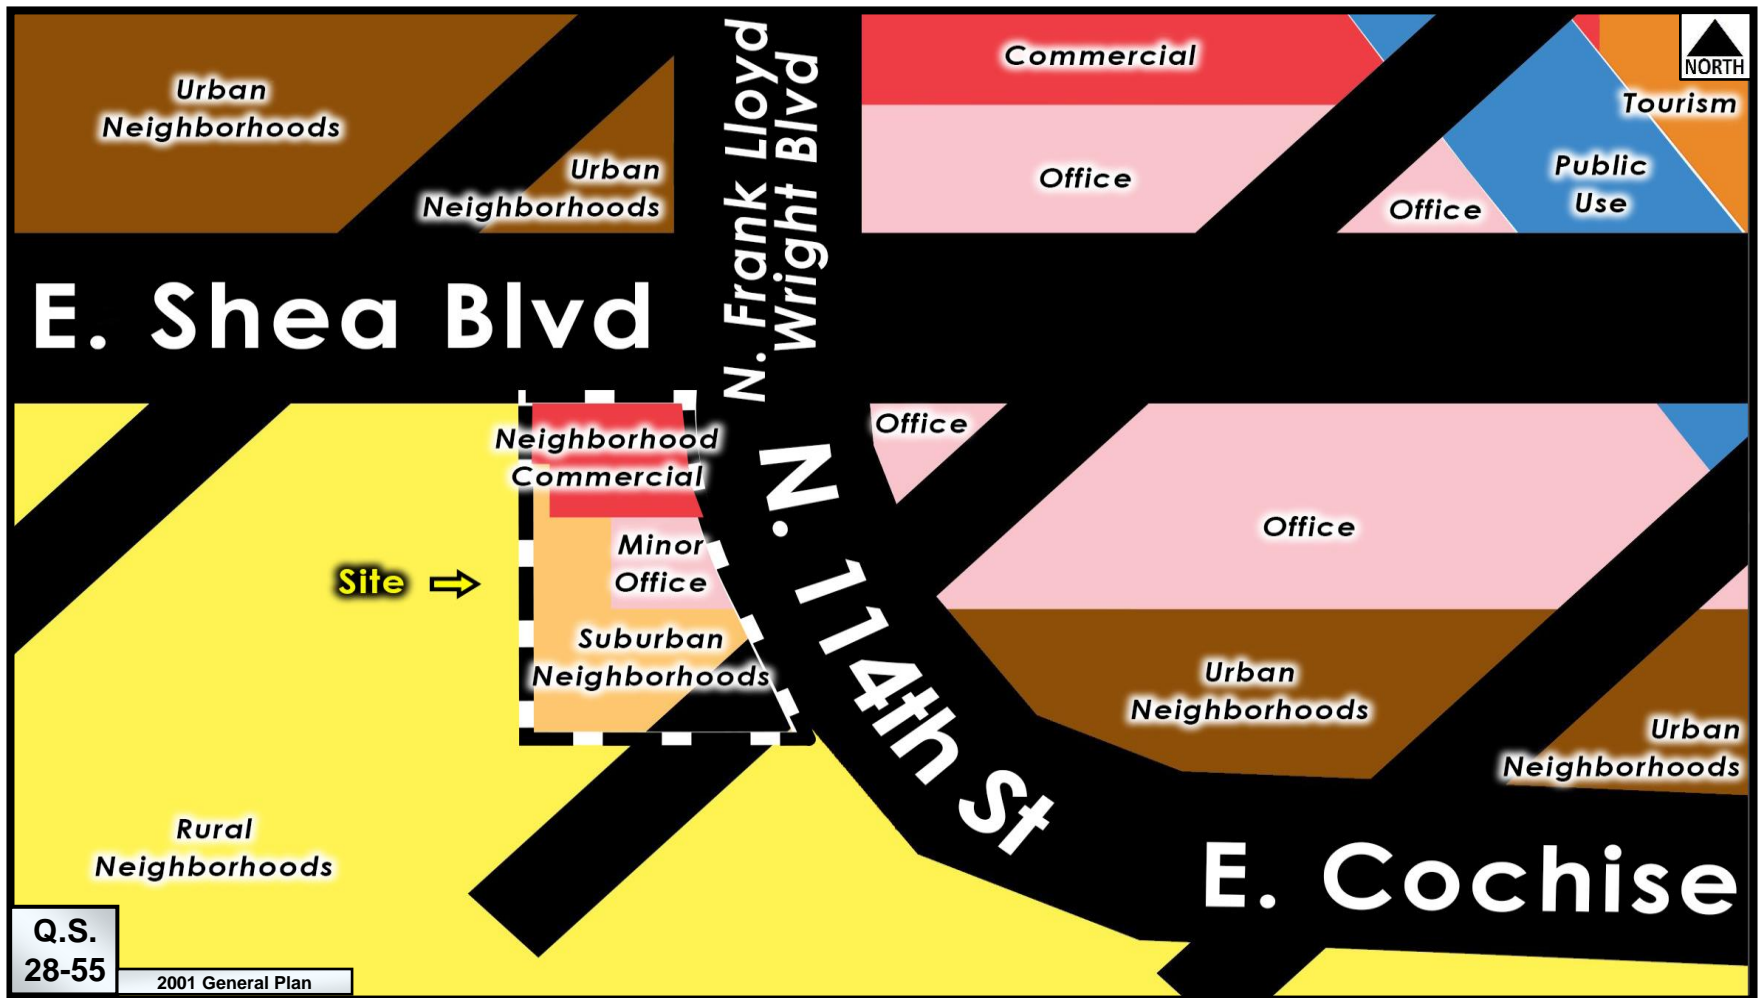 Urban
Neighborhoods
Urban
Neighborhoods
N. Frank Lloyd
Wright Blvd
Commercial
Office
Office
Public
Use
Tourism
NORTH
E. Shea Blvd
Neighborhood
Commercial
Minor
Office
Suburban
Neighborhoods
Site
N. 114th St
Office
Office
Urban
Neighborhoods
Urban
Neighborhoods
Rural
Neighborhoods
E. Cochise
Q.S.
28-55
2001 General Plan